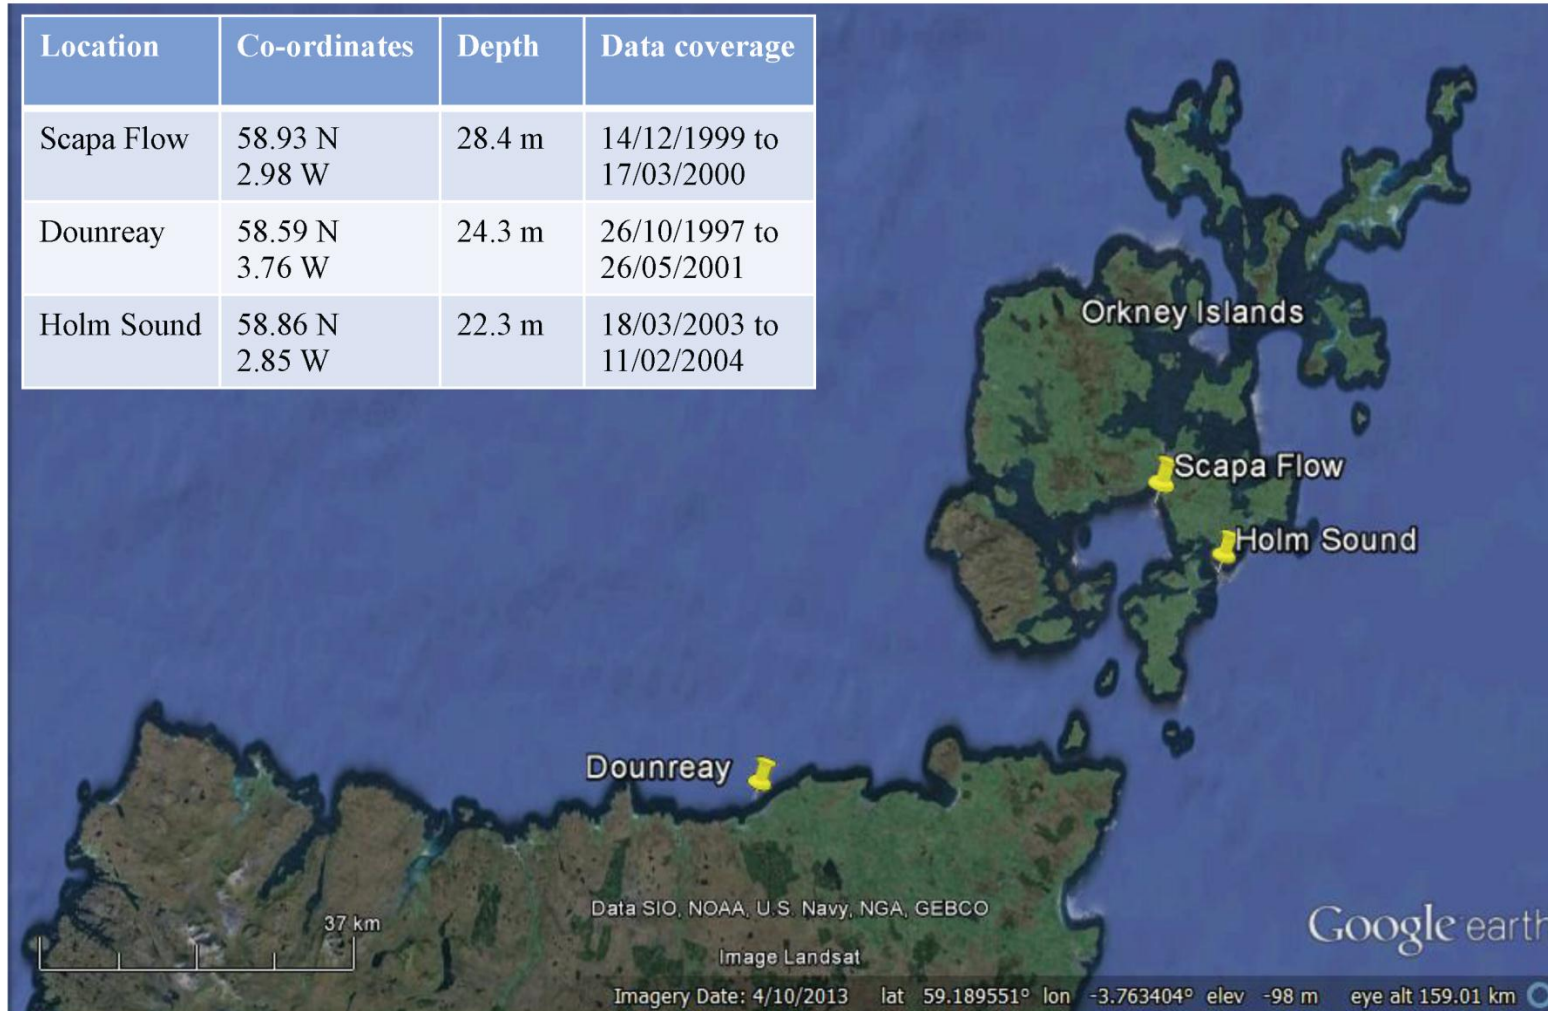 Location Co-ordinates Depth Data coverage
Scapa Flow 58.93 N 28.4 m 14/12/1999 to
2.98 W 17/03/2000
Dounreay 58.59 N 24.3 m 26/10/1997 to
3.76 W 26/05/2001
Holm Sound 58.86 N 22.3 m 18/03/2003 to
2.85 W 11/02/2004
Orkney Islands
Scapa Flow
Holm Sound
Dounreay
37 km
Data SIO, NOAA, U.S. Navy, NGA, GEBCO
Image Landsat
Google earth
Imagery Date: 4/10/2013 lat 59.189551° lon -3.763404° elev -98 m eye alt 159.01 km